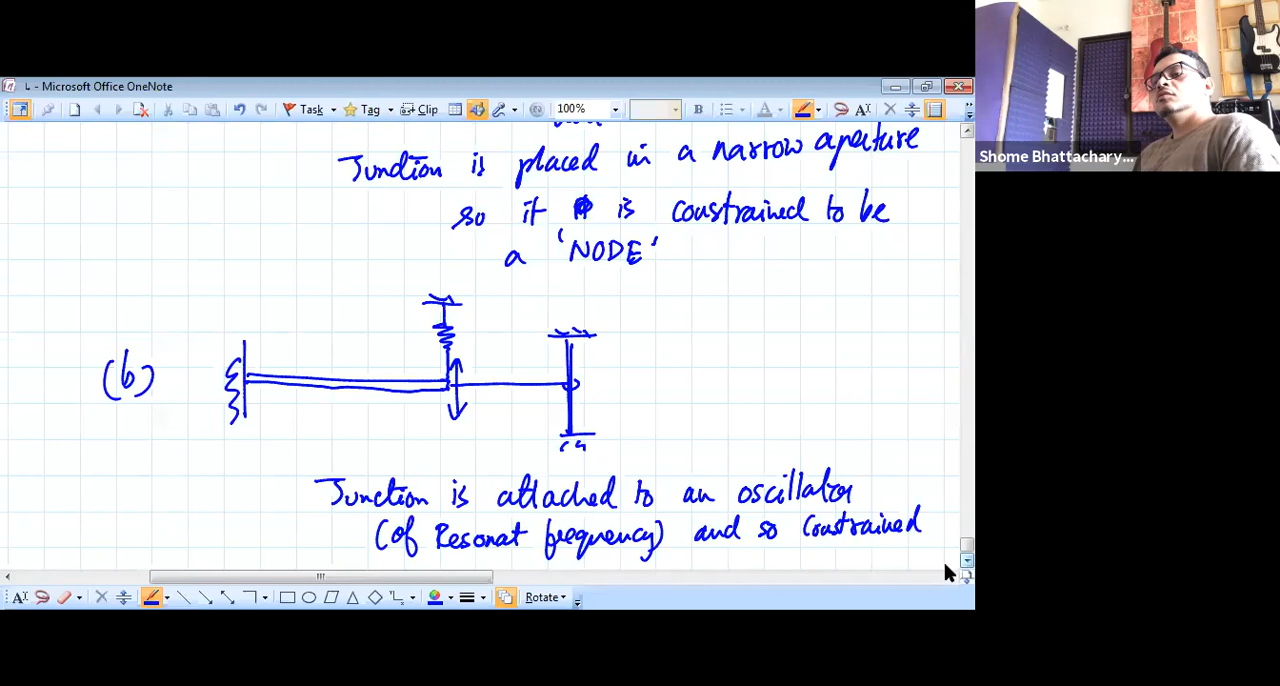 ட - Microsoft Office OneNote
Task Tag Clip 100% B A
Junction is placed in a narrow aperture
so it is constrained to be
a 'NODE'
Shome Bhattachary...
(b)
Junction is attached to an oscillator
(of Resonat frequency) and so constrained
Rotate